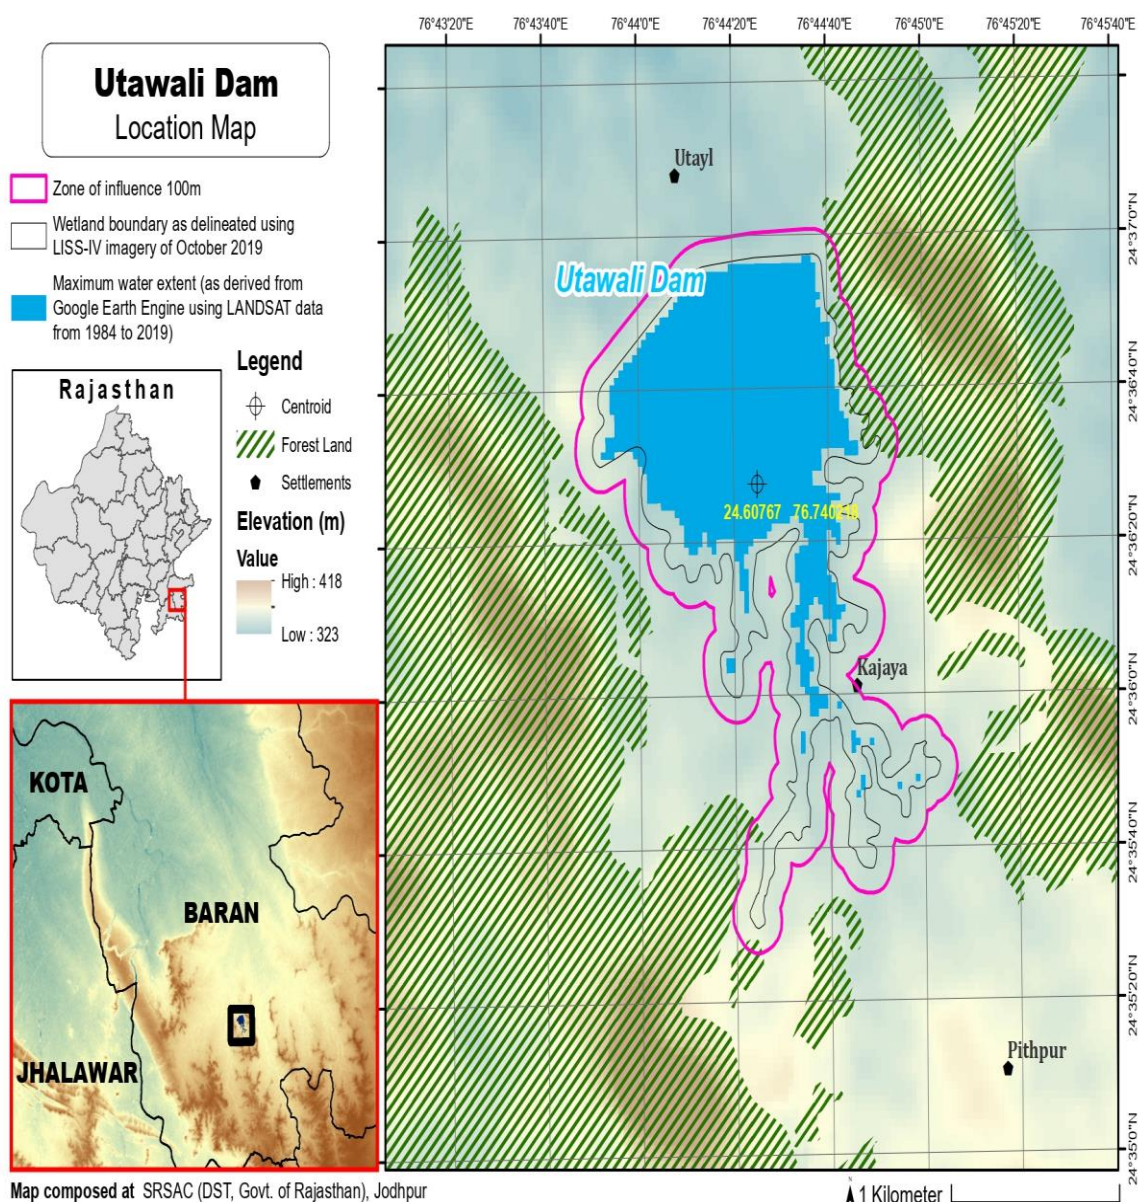 Utawali Dam
Location Map
Zone of influence 100m
Wetland boundary as delineated using
LISS-IV imagery of October 2019
Maximum water extent (as derived from
Google Earth Engine using LANDSAT data
from 1984 to 2019)
Rajasthan
Legend
Centroid
Forest Land
Settlements
Elevation (m)
Value
High : 418
Low : 323
KOTA
BARAN
JHALAWAR
Map composed at SRSAC (DST, Govt. of Rajasthan), Jodhpur
76°43'20"E 76°43'40"E 76°44'0"E 76°44'20"E 76°44'40"E 76°45'0"E 76°45'20"E 76°45'40"E
Utayl
Utawali Dam
24.60767 76.740219
Kajaya
Pithpur
24°37'0"N
24°36'40"N
24°36'20"N
24°36'0"N
24°35'40"N
24°35'20"N
24°35'0"N
N
1 Kilometer